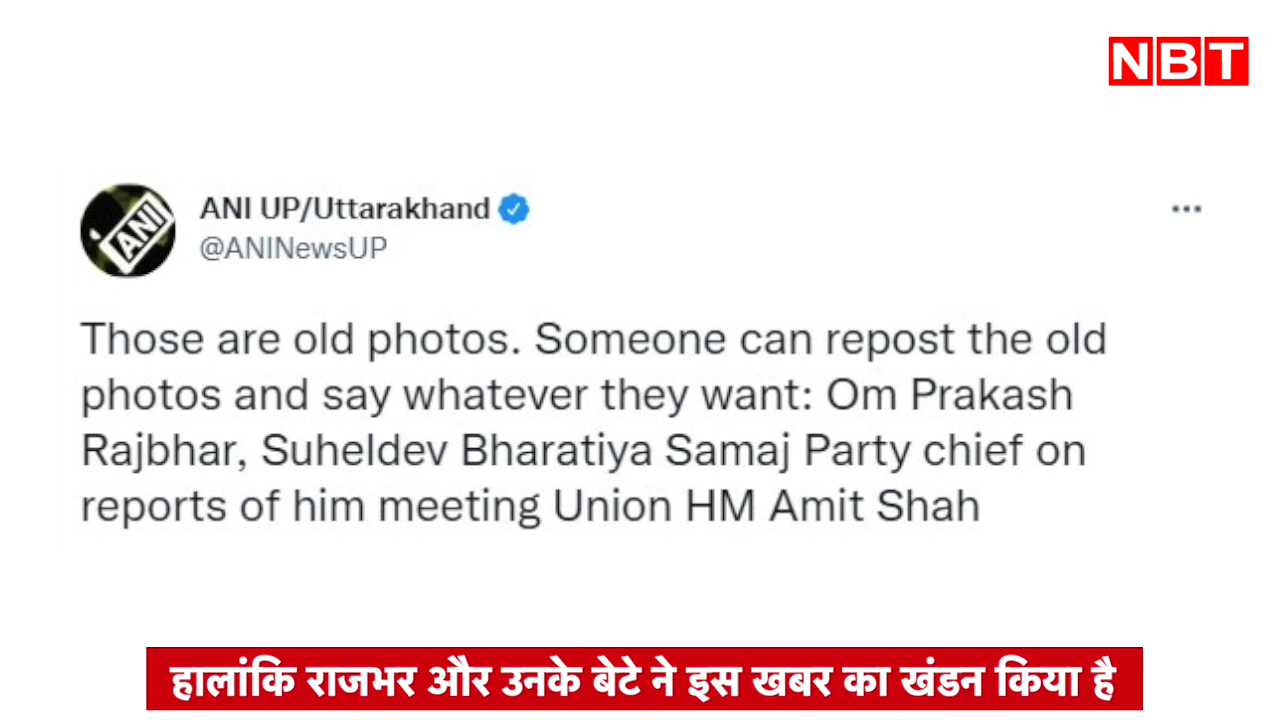 NBT
ANI
ANI UP/Uttarakhand
@ANINewsUP
Those are old photos. Someone can repost the old
photos and say whatever they want: Om Prakash
Rajbhar, Suheldev Bharatiya Samaj Party chief on
reports of him meeting Union HM Amit Shah
हालांकि राजभर और उनके बेटे ने इस खबर का खंडन किया है